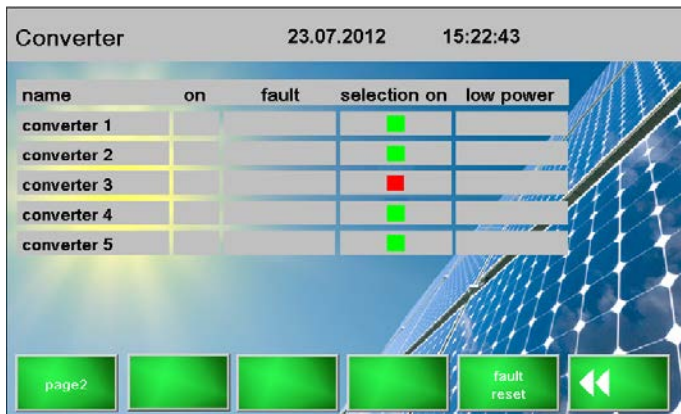 Converter 23.07.2012 15:22:43
name on fault selection on low power
converter 1
converter 2
converter 3
converter 4
converter 5
page2
fault
reset